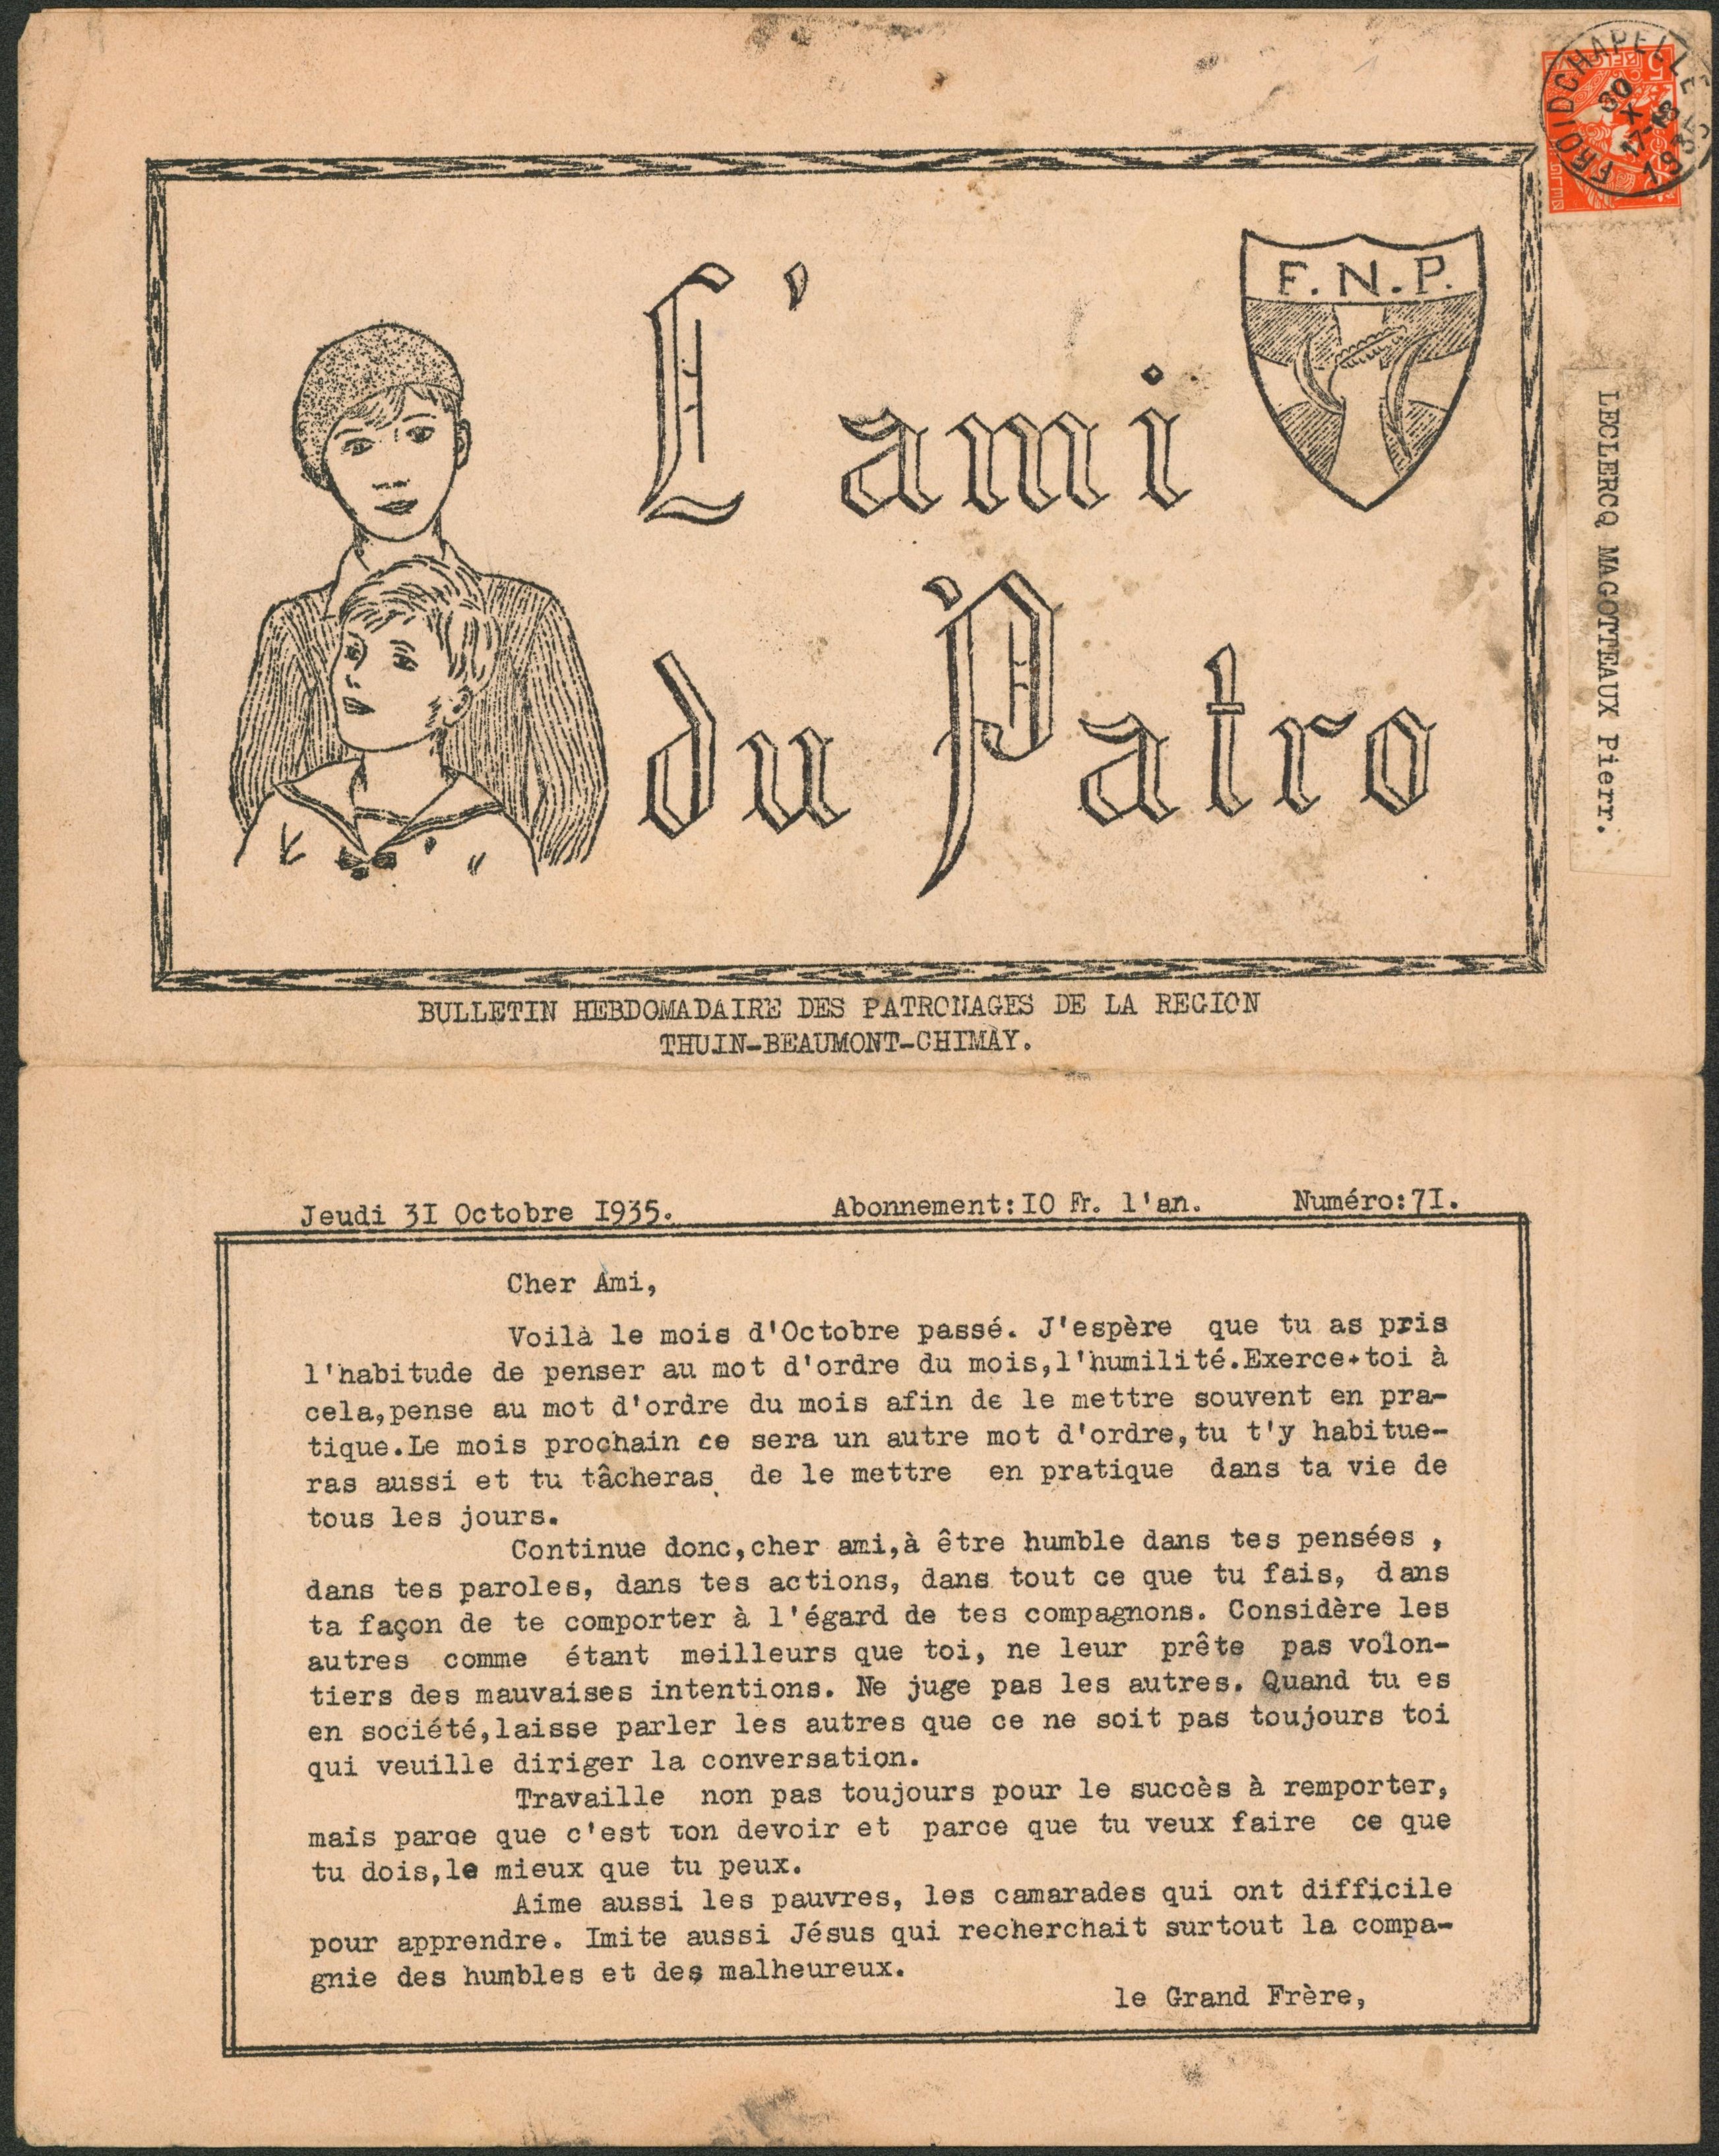 FROIDCHAPELLE
30
X
17-18
1935
L'ami
F.N.P.
du Patro
LECLERCQ MAGOTTEAUX Pierr.
BULLETIN HEBDOMADAIRE DES PATRONAGES DE LA REGION
THUIN-BEAUMONT-CHIMAY.
Jeudi 3I Octobre I935. Abonnement:IO Fr. l'an. Numéro:7I.
Cher Ami,
Voilà le mois d'Octobre passé. J'espère que tu as pris
l'habitude de penser au mot d'ordre du mois,l'humilité.Exerce-toi à
cela,pense au mot d'ordre du mois afin de le mettre souvent en pra-
tique.Le mois prochain ce sera un autre mot d'ordre,tu t'y habitue-
ras aussi et tu tâcheras de le mettre en pratique dans ta vie de
tous les jours.
Continue donc,cher ami,à être humble dans tes pensées ,
dans tes paroles, dans tes actions, dans tout ce que tu fais, dans
ta façon de te comporter à l'égard de tes compagnons. Considère les
autres comme étant meilleurs que toi, ne leur prête pas volon-
tiers des mauvaises intentions. Ne juge pas les autres. Quand tu es
en société,laisse parler les autres que ce ne soit pas toujours toi
qui veuille diriger la conversation.
Travaille non pas toujours pour le succès à remporter,
mais parce que c'est ton devoir et parce que tu veux faire ce que
tu dois,le mieux que tu peux.
Aime aussi les pauvres, les camarades qui ont difficile
pour apprendre. Imite aussi Jésus qui recherchait surtout la compa-
gnie des humbles et des malheureux.
le Grand Frère,